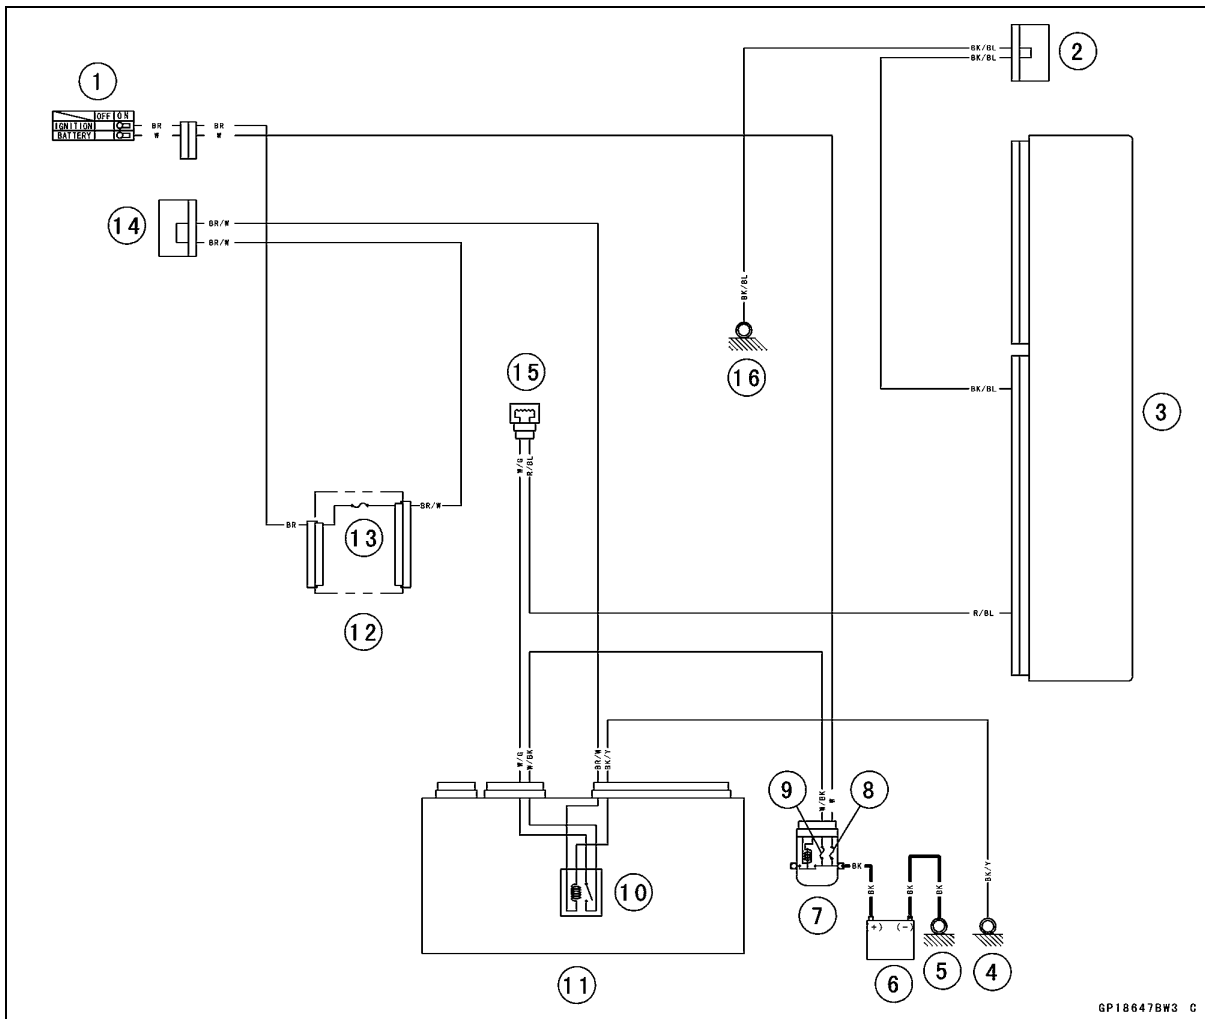 1
OFF ON
IGNITION
BATTERY
BR
W
BR
W
BK/BL
BK/BL
2
14
BR/W
BR/W
BK/BL
16
15
BK/BL
3
W/G
R/BL
BR
13
BR/W
12
R/BL
W/G
W/BK
BR/W
BK/Y
9
8
W/BK
W
10
BK
7
BK
BK
BK
BK/Y
(+) (-)
6
5
4
11
GP18647BW3 C